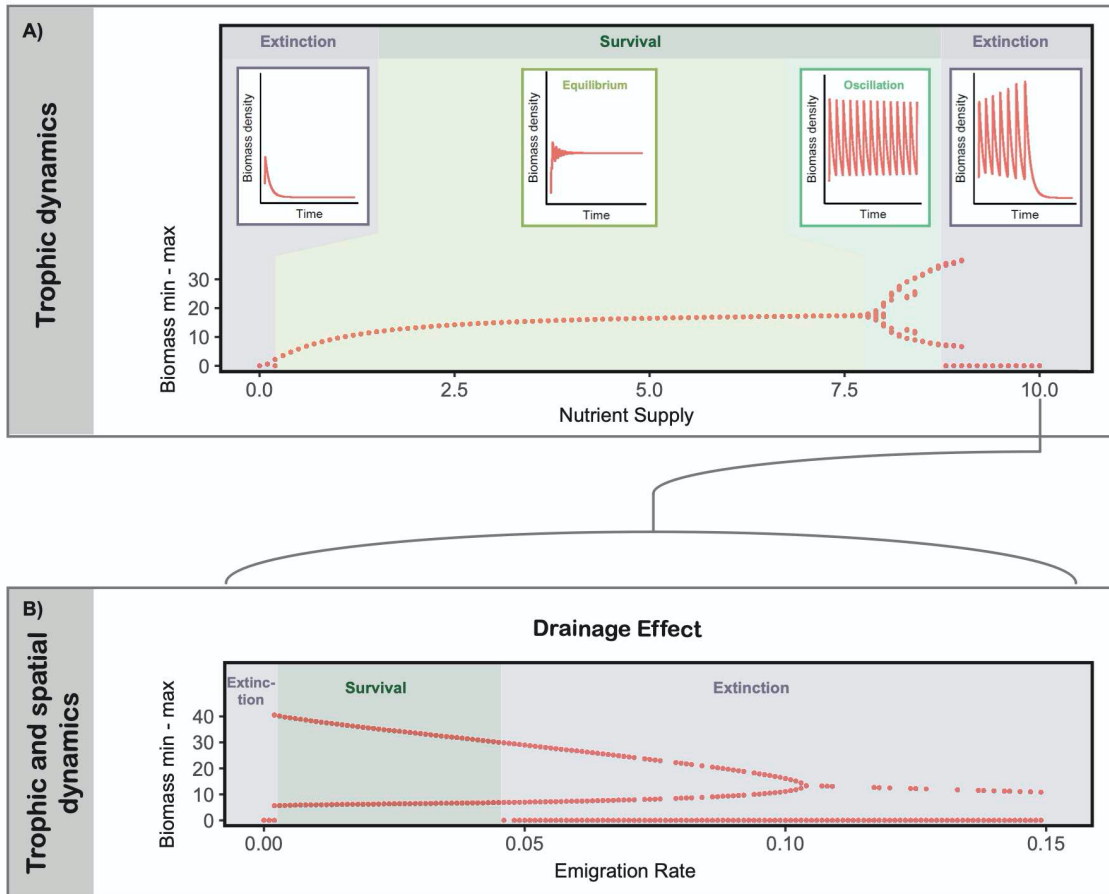 A)
Trophic dynamics
Extinction
Survival
Extinction
Biomass density
Time
Equilibrium
Biomass density
Time
Oscillation
Biomass density
Time
Biomass density
Time
Biomass min - max
30
20
10
0
0.0
2.5
5.0
7.5
10.0
Nutrient Supply
B)
Trophic and spatial
dynamics
Drainage Effect
Extinc-
tion
Survival
Extinction
Biomass min - max
40
30
20
10
0
0.00
0.05
0.10
0.15
Emigration Rate